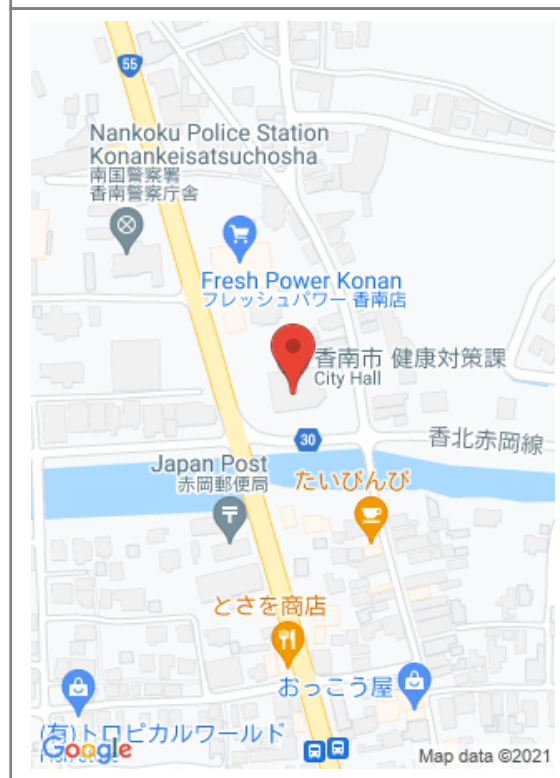 55
Nankoku Police Station
Konankeisatsuchosha
南国警察署
香南警察庁舎
Fresh Power Konan
フレッシュパワー 香南店
香南市 健康対策課
City Hall
30
香北赤岡線
Japan Post
赤岡郵便局
たいびんび
とさを商店
おっこう屋
(有)トロピカルワールド
Google
Map data ©2021